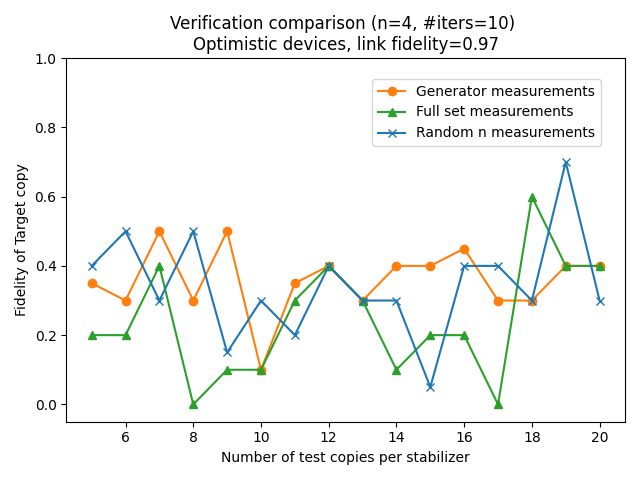 Verification comparison (n=4, #iters=10)
Optimistic devices, link fidelity=0.97
1.0
0.8
0.6
0.4
0.2
0.0
Fidelity of Target copy
Generator measurements
Full set measurements
Random n measurements
6 8 10 12 14 16 18 20
Number of test copies per stabilizer